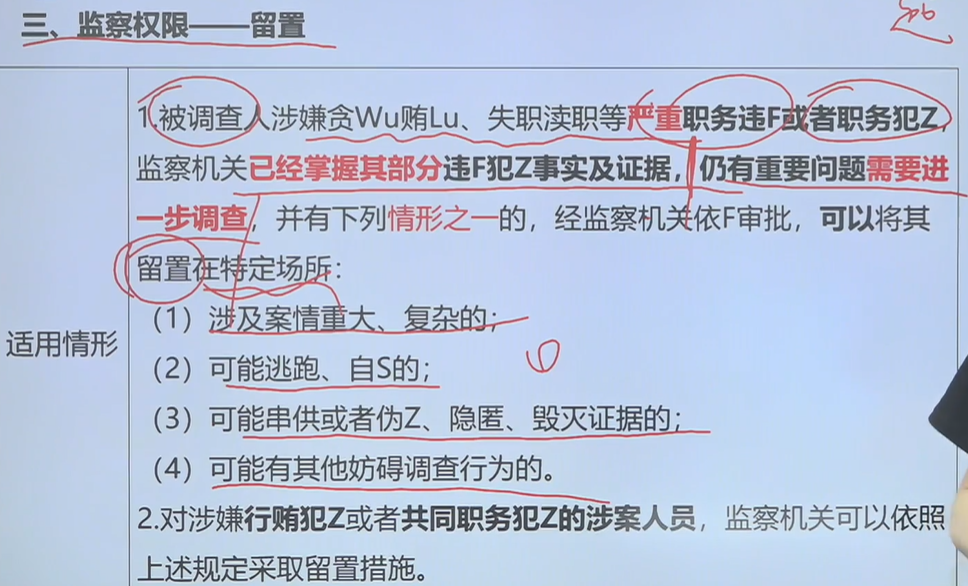 三、监察权限——留置
适用情形
1.被调查人涉嫌贪Wu贿Lu、失职渎职等严重职务违F或者职务犯Z，
监察机关已经掌握其部分违F犯Z事实及证据，仍有重要问题需要进
一步调查，并有下列情形之一的，经监察机关依F审批，可以将其
留置在特定场所：
（1）涉及案情重大、复杂的；
（2）可能逃跑、自S的；
（3）可能串供或者伪Z、隐匿、毁灭证据的；
（4）可能有其他妨碍调查行为的。
2.对涉嫌行贿犯Z或者共同职务犯Z的涉案人员，监察机关可以依照
上述规定采取留置措施。